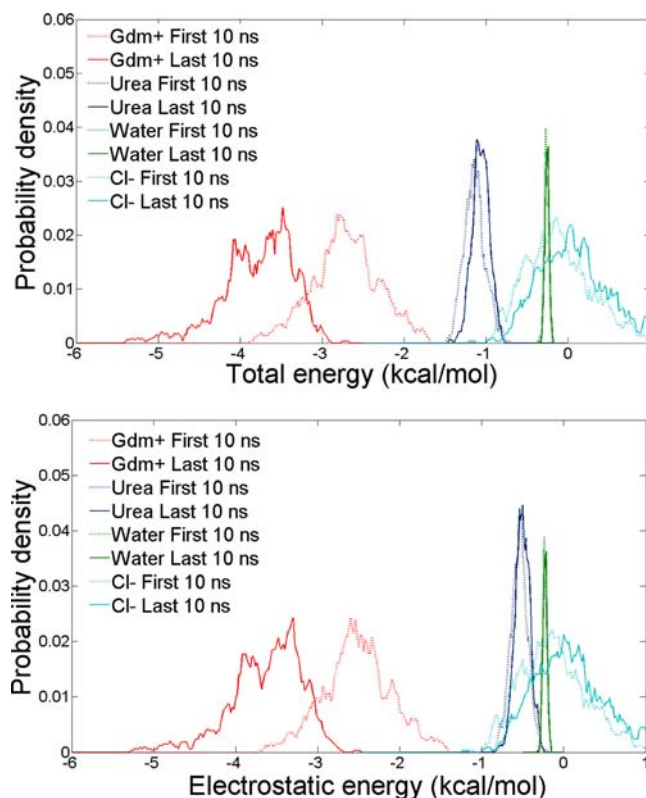 0.06
0.05
0.04
0.03
0.02
0.01
0
Probability density
Gdm+ First 10 ns
Gdm+ Last 10 ns
Urea First 10 ns
Urea Last 10 ns
Water First 10 ns
Water Last 10 ns
Cl- First 10 ns
Cl- Last 10 ns
-6 -5 -4 -3 -2 -1 0
Total energy (kcal/mol)
0.06
0.05
0.04
0.03
0.02
0.01
0
Probability density
Gdm+ First 10 ns
Gdm+ Last 10 ns
Urea First 10 ns
Urea Last 10 ns
Water First 10 ns
Water Last 10 ns
Cl- First 10 ns
Cl- Last 10 ns
-6 -5 -4 -3 -2 -1 0 1
Electrostatic energy (kcal/mol)